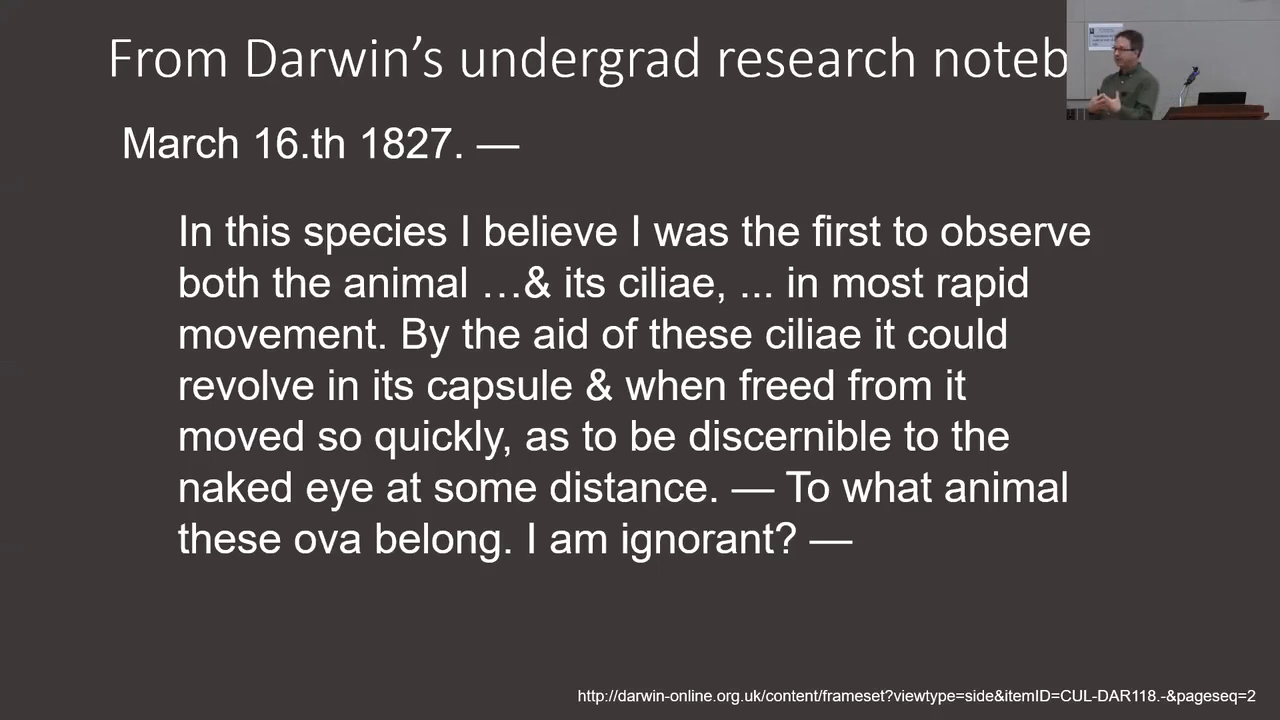 From Darwin’s undergrad research noteb
March 16.th 1827. —
In this species I believe I was the first to observe
both the animal …& its ciliae, ... in most rapid
movement. By the aid of these ciliae it could
revolve in its capsule & when freed from it
moved so quickly, as to be discernible to the
naked eye at some distance. — To what animal
these ova belong. I am ignorant? —
http://darwin-online.org.uk/content/frameset?viewtype=side&itemID=CUL-DAR118.-&pageseq=2